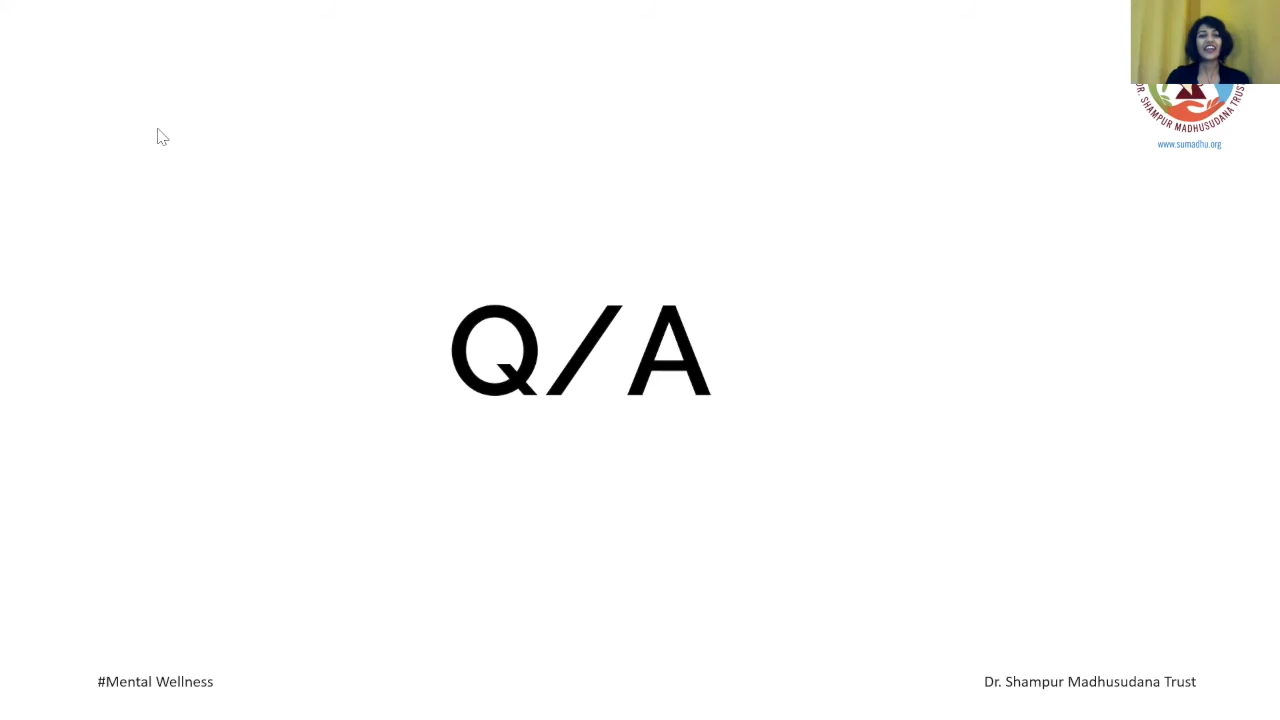 DR. SHAMPUR MADHUSUDANA TRUST
www.sumadhu.org
Q/A
#Mental Wellness
Dr. Shampur Madhusudana Trust